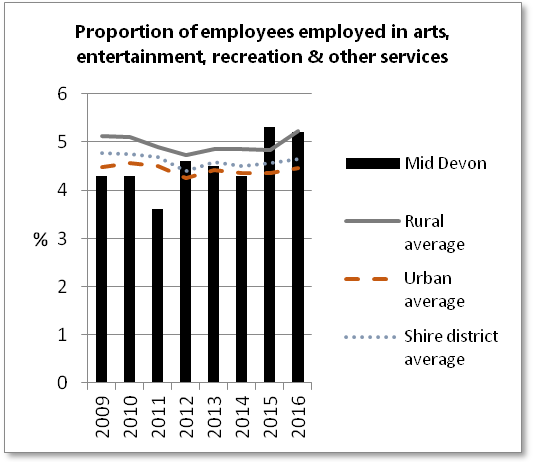 Proportion of employees employed in arts,
entertainment, recreation & other services
6
5
4
3
2
1
0
%
2009
2010
2011
2012
2013
2014
2015
2016
Mid Devon
Rural
average
Urban
average
Shire district
average